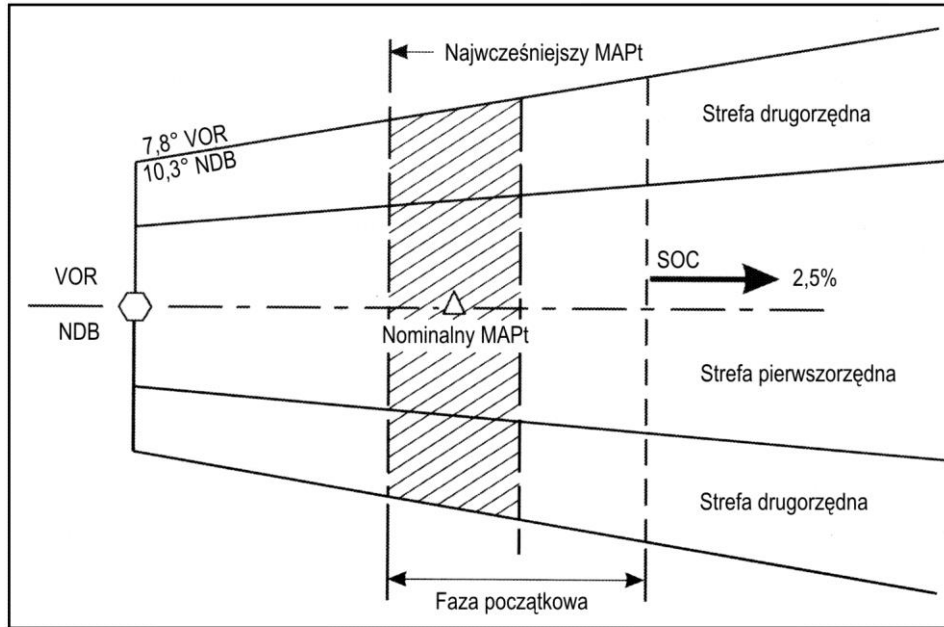 Najwcześniejszy MAPt
Strefa drugorzędna
7,8° VOR
10,3° NDB
SOC
2,5%
VOR
NDB
Nominalny MAPt
Strefa pierwszorzędna
Strefa drugorzędna
Faza początkowa